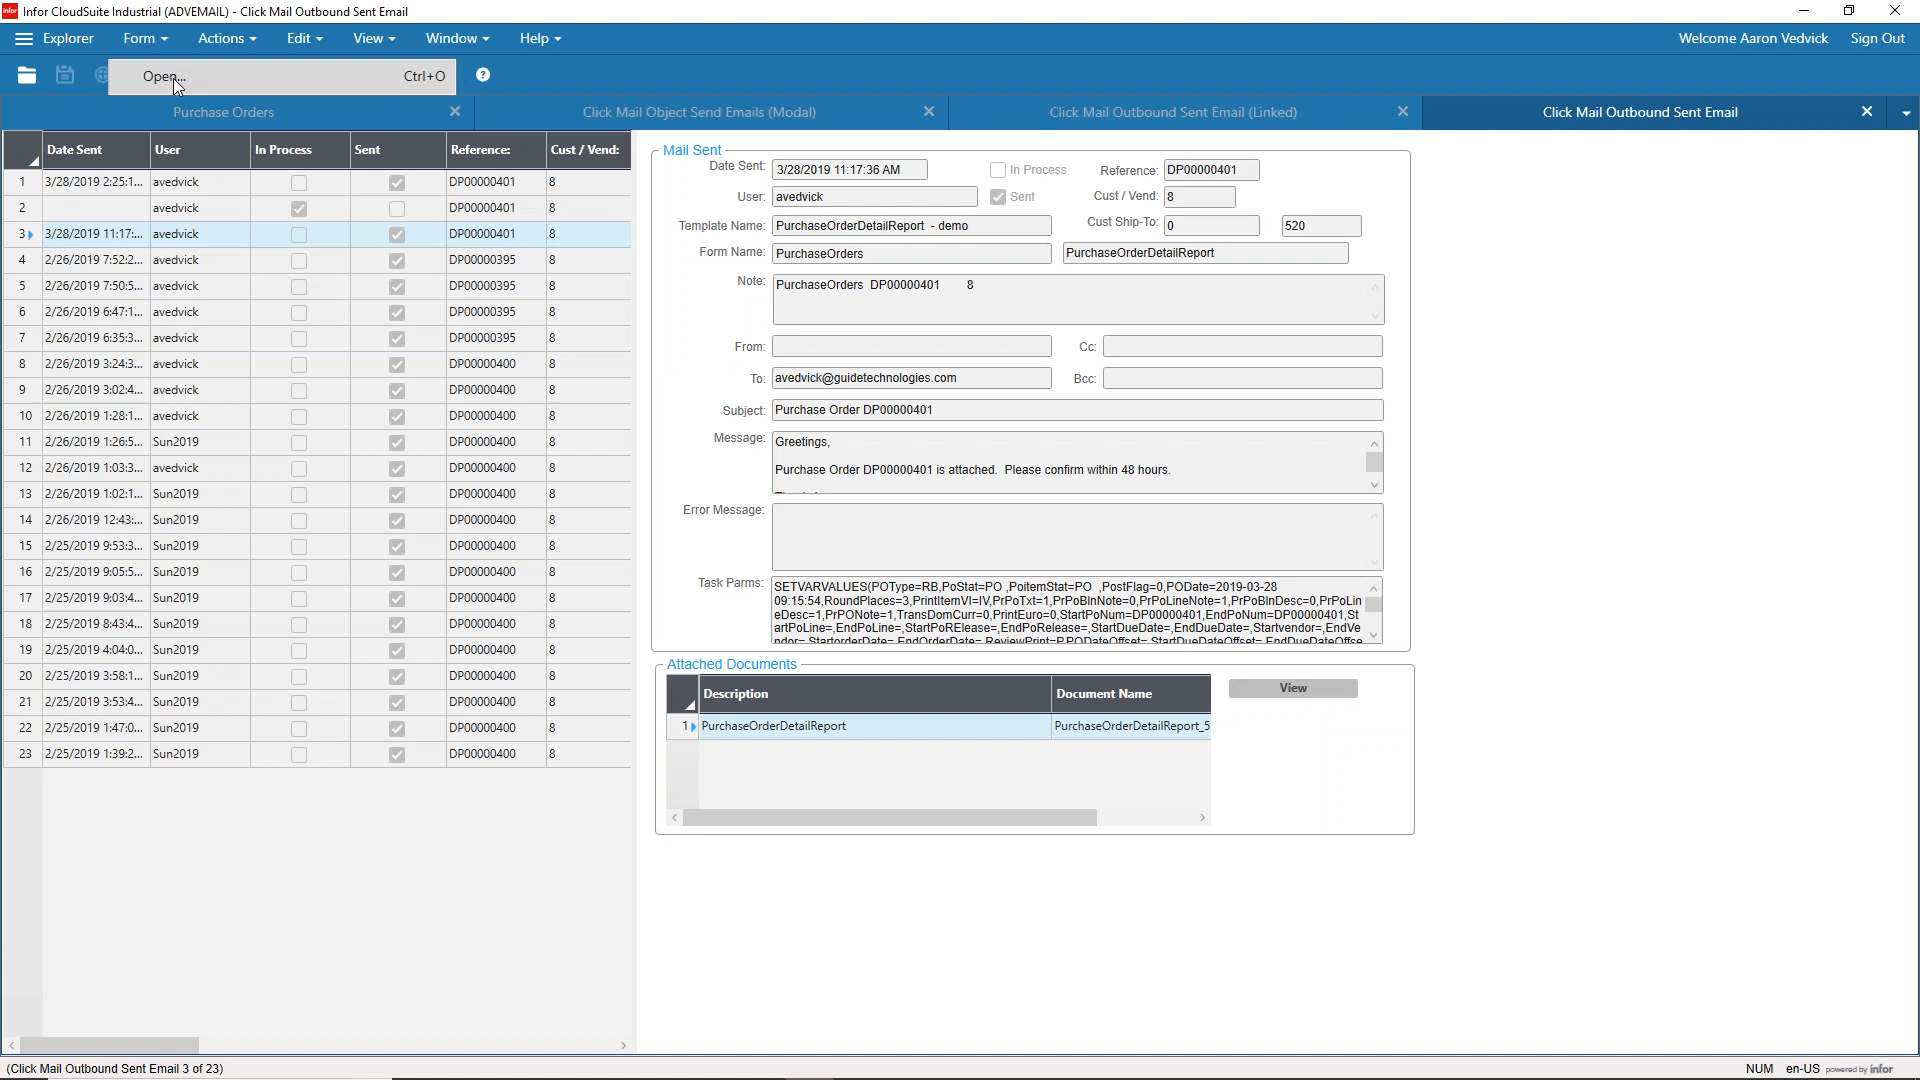 infor Infor CloudSuite Industrial (ADVEMAIL) - Click Mail Outbound Sent Email
Explorer Form Actions Edit View Window Help Welcome Aaron Vedvick Sign Out
Open... Ctrl+O ?
Purchase Orders Click Mail Object Send Emails (Modal) Click Mail Outbound Sent Email (Linked) Click Mail Outbound Sent Email
Date Sent User In Process Sent Reference: Cust / Vend:
1 3/28/2019 2:25:1... avedvick DP00000401 8
2 avedvick DP00000401 8
3 3/28/2019 11:17:... avedvick DP00000401 8
4 2/26/2019 7:52:2... avedvick DP00000395 8
5 2/26/2019 7:50:5... avedvick DP00000395 8
6 2/26/2019 6:47:1... avedvick DP00000395 8
7 2/26/2019 6:35:3... avedvick DP00000395 8
8 2/26/2019 3:24:3... avedvick DP00000400 8
9 2/26/2019 3:02:4... avedvick DP00000400 8
10 2/26/2019 1:28:1... avedvick DP00000400 8
11 2/26/2019 1:26:5... Sun2019 DP00000400 8
12 2/26/2019 1:03:3... avedvick DP00000400 8
13 2/26/2019 1:02:1... Sun2019 DP00000400 8
14 2/26/2019 12:43:... Sun2019 DP00000400 8
15 2/25/2019 9:53:3... Sun2019 DP00000400 8
16 2/25/2019 9:05:5... Sun2019 DP00000400 8
17 2/25/2019 9:03:4... Sun2019 DP00000400 8
18 2/25/2019 8:43:4... Sun2019 DP00000400 8
19 2/25/2019 4:04:0... Sun2019 DP00000400 8
20 2/25/2019 3:58:1... Sun2019 DP00000400 8
21 2/25/2019 3:53:4... Sun2019 DP00000400 8
22 2/25/2019 1:47:0... Sun2019 DP00000400 8
23 2/25/2019 1:39:2... Sun2019 DP00000400 8
Mail Sent
Date Sent: 3/28/2019 11:17:36 AM In Process Reference: DP00000401
User: avedvick Sent Cust / Vend: 8
Template Name: PurchaseOrderDetailReport - demo Cust Ship-To: 0 520
Form Name: PurchaseOrders PurchaseOrderDetailReport
Note: PurchaseOrders DP00000401 8
From: Cc:
To: avedvick@guidetechnologies.com Bcc:
Subject: Purchase Order DP00000401
Message: Greetings,
Purchase Order DP00000401 is attached. Please confirm within 48 hours.
Error Message:
Task Parms: SETVARVALUES(POType=RB,PoStat=PO ,PoitemStat=PO ,PostFlag=0,PODate=2019-03-28
09:15:54,RoundPlaces=3,PrintItemVI=IV,PrPoTxt=1,PrPoBlnNote=0,PrPoLineNote=1,PrPoBlnDesc=0,PrPoLin
eDesc=1,PrPONote=1,TransDomCurr=0,PrintEuro=0,StartPoNum=DP00000401,EndPoNum=DP00000401,St
artPoLine=,EndPoLine=,StartPoRElease=,EndPoRelease=,StartDueDate=,EndDueDate=,Startvendor=,EndVe
ndor=,StartorderDate=,EndOrderDate=,ReviewPrint=P,PODateOffset=,StartDueDateOffset=,EndDueDateOffse
Attached Documents
Description Document Name View
1 PurchaseOrderDetailReport PurchaseOrderDetailReport_5
(Click Mail Outbound Sent Email 3 of 23) NUM en-US powered by infor